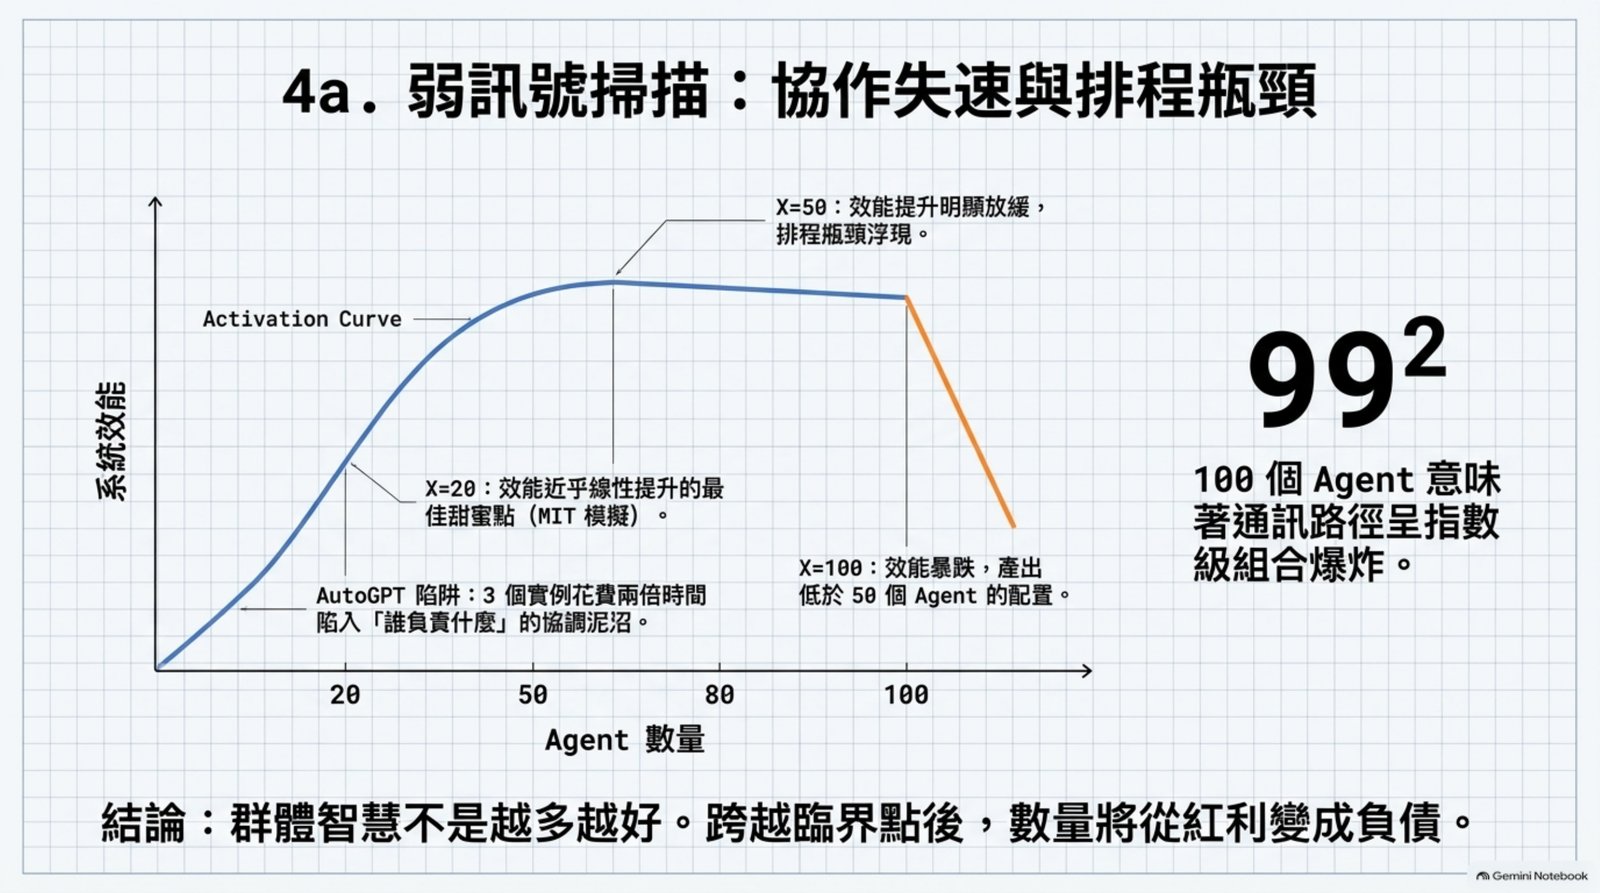 4a. 弱訊號掃描：協作失速與排程瓶頸
X=50：效能提升明顯放緩，
排程瓶頸浮現。
Activation Curve
系統效能
X=20：效能近乎線性提升的最
佳甜蜜點（MIT 模擬）。
AutoGPT 陷阱：3 個實例花費兩倍時間
陷入「誰負責什麼」的協調泥沼。
X=100：效能暴跌，產出
低於 50 個 Agent 的配置。
20 50 80 100
Agent 數量
99²
100 個 Agent 意味
著通訊路徑呈指數
級組合爆炸。
結論：群體智慧不是越多越好。跨越臨界點後，數量將從紅利變成負債。
Gemini Notebook